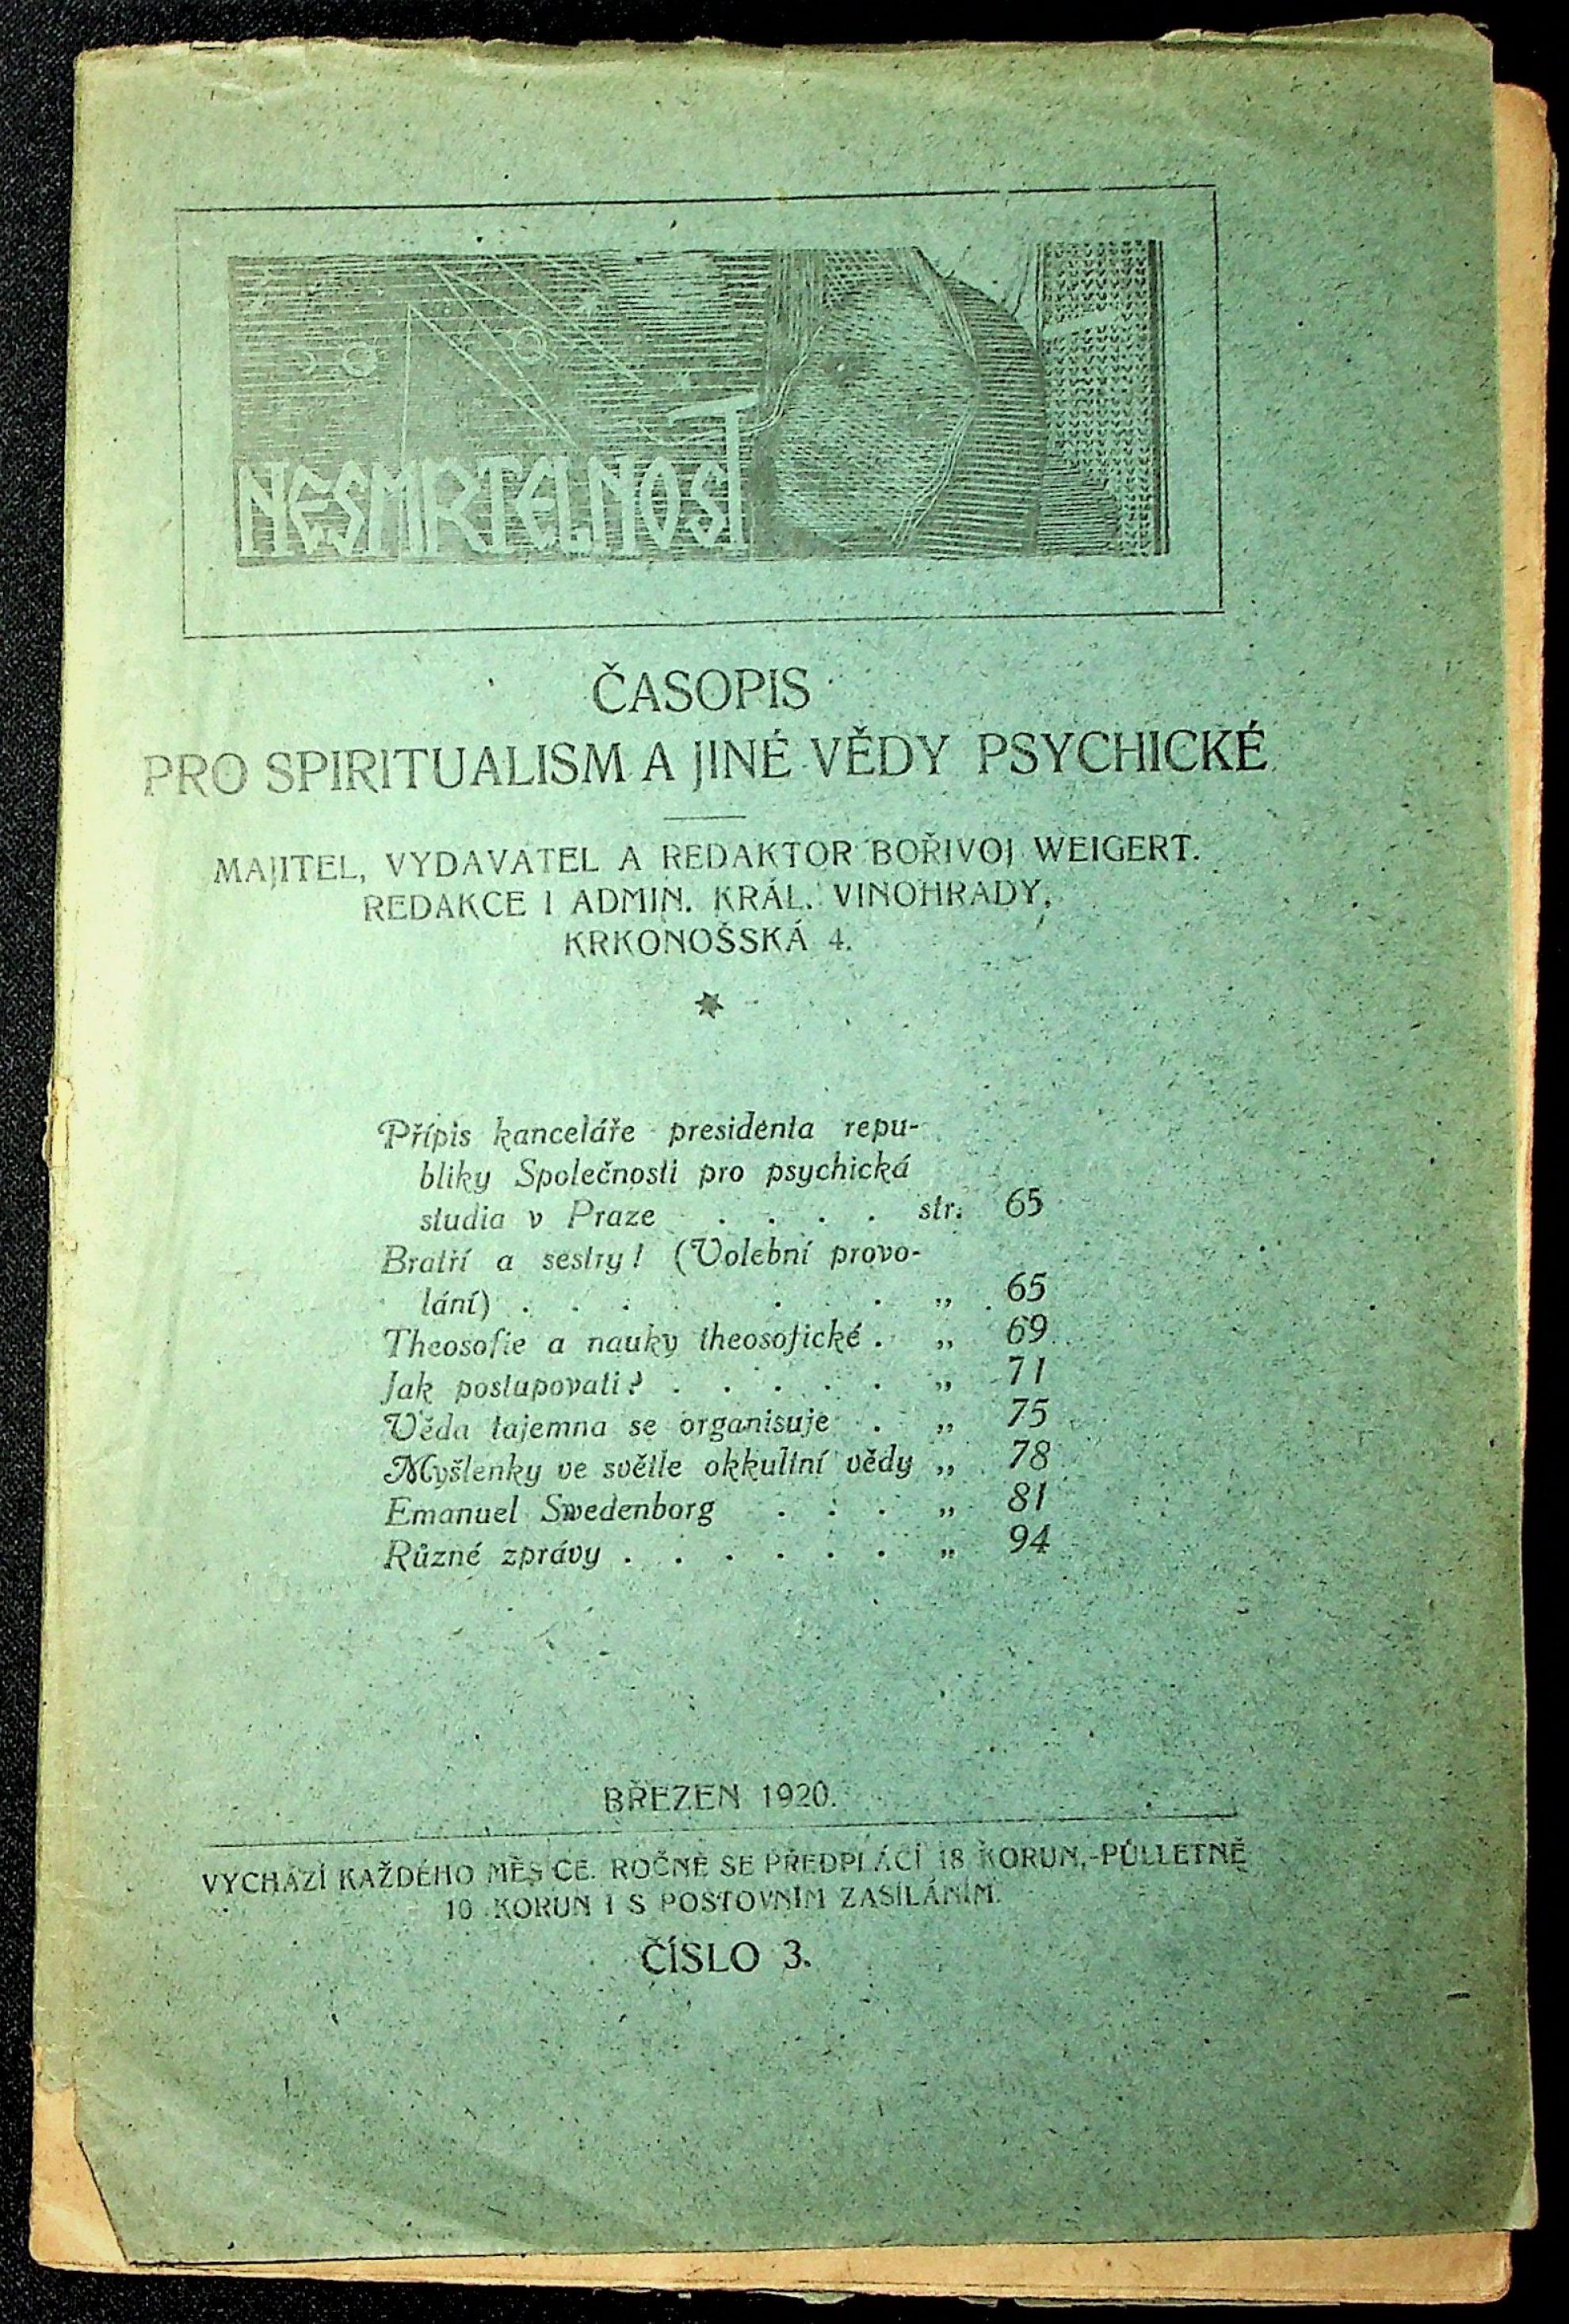 NESMRTELNOST
ČASOPIS
PRO SPIRITUALISM A JINÉ VĚDY PSYCHICKÉ
MAJITEL, VYDAVATEL A REDAKTOR BOŘIVOJ WEIGERT.
REDAKCE I ADMIN. KRÁL. VINOHRADY,
KRKONOŠSKÁ 4.
Přípis kanceláře presidenta repu-
bliky Společnosti pro psychická
studia v Praze . . . . str. 65
Bratří a sestry! (Volební provo-
lání) . . . . . . „ 65
Theosofie a nauky theosofické . „ 69
Jak postupovati? . . . . . „ 71
Věda tajemna se organisuje . „ 75
Myšlenky ve světle okkultní vědy „ 78
Emanuel Swedenborg . . . „ 81
Různé zprávy . . . . . . „ 94
BŘEZEN 1920.
VYCHÁZÍ KAŽDÉHO MĚSÍCE. ROČNĚ SE PŘEDPLÁCÍ 18 KORUN,-PŮLLETNĚ
10 KORUN I S POŠTOVNÍM ZASÍLÁNÍM.
ČÍSLO 3.